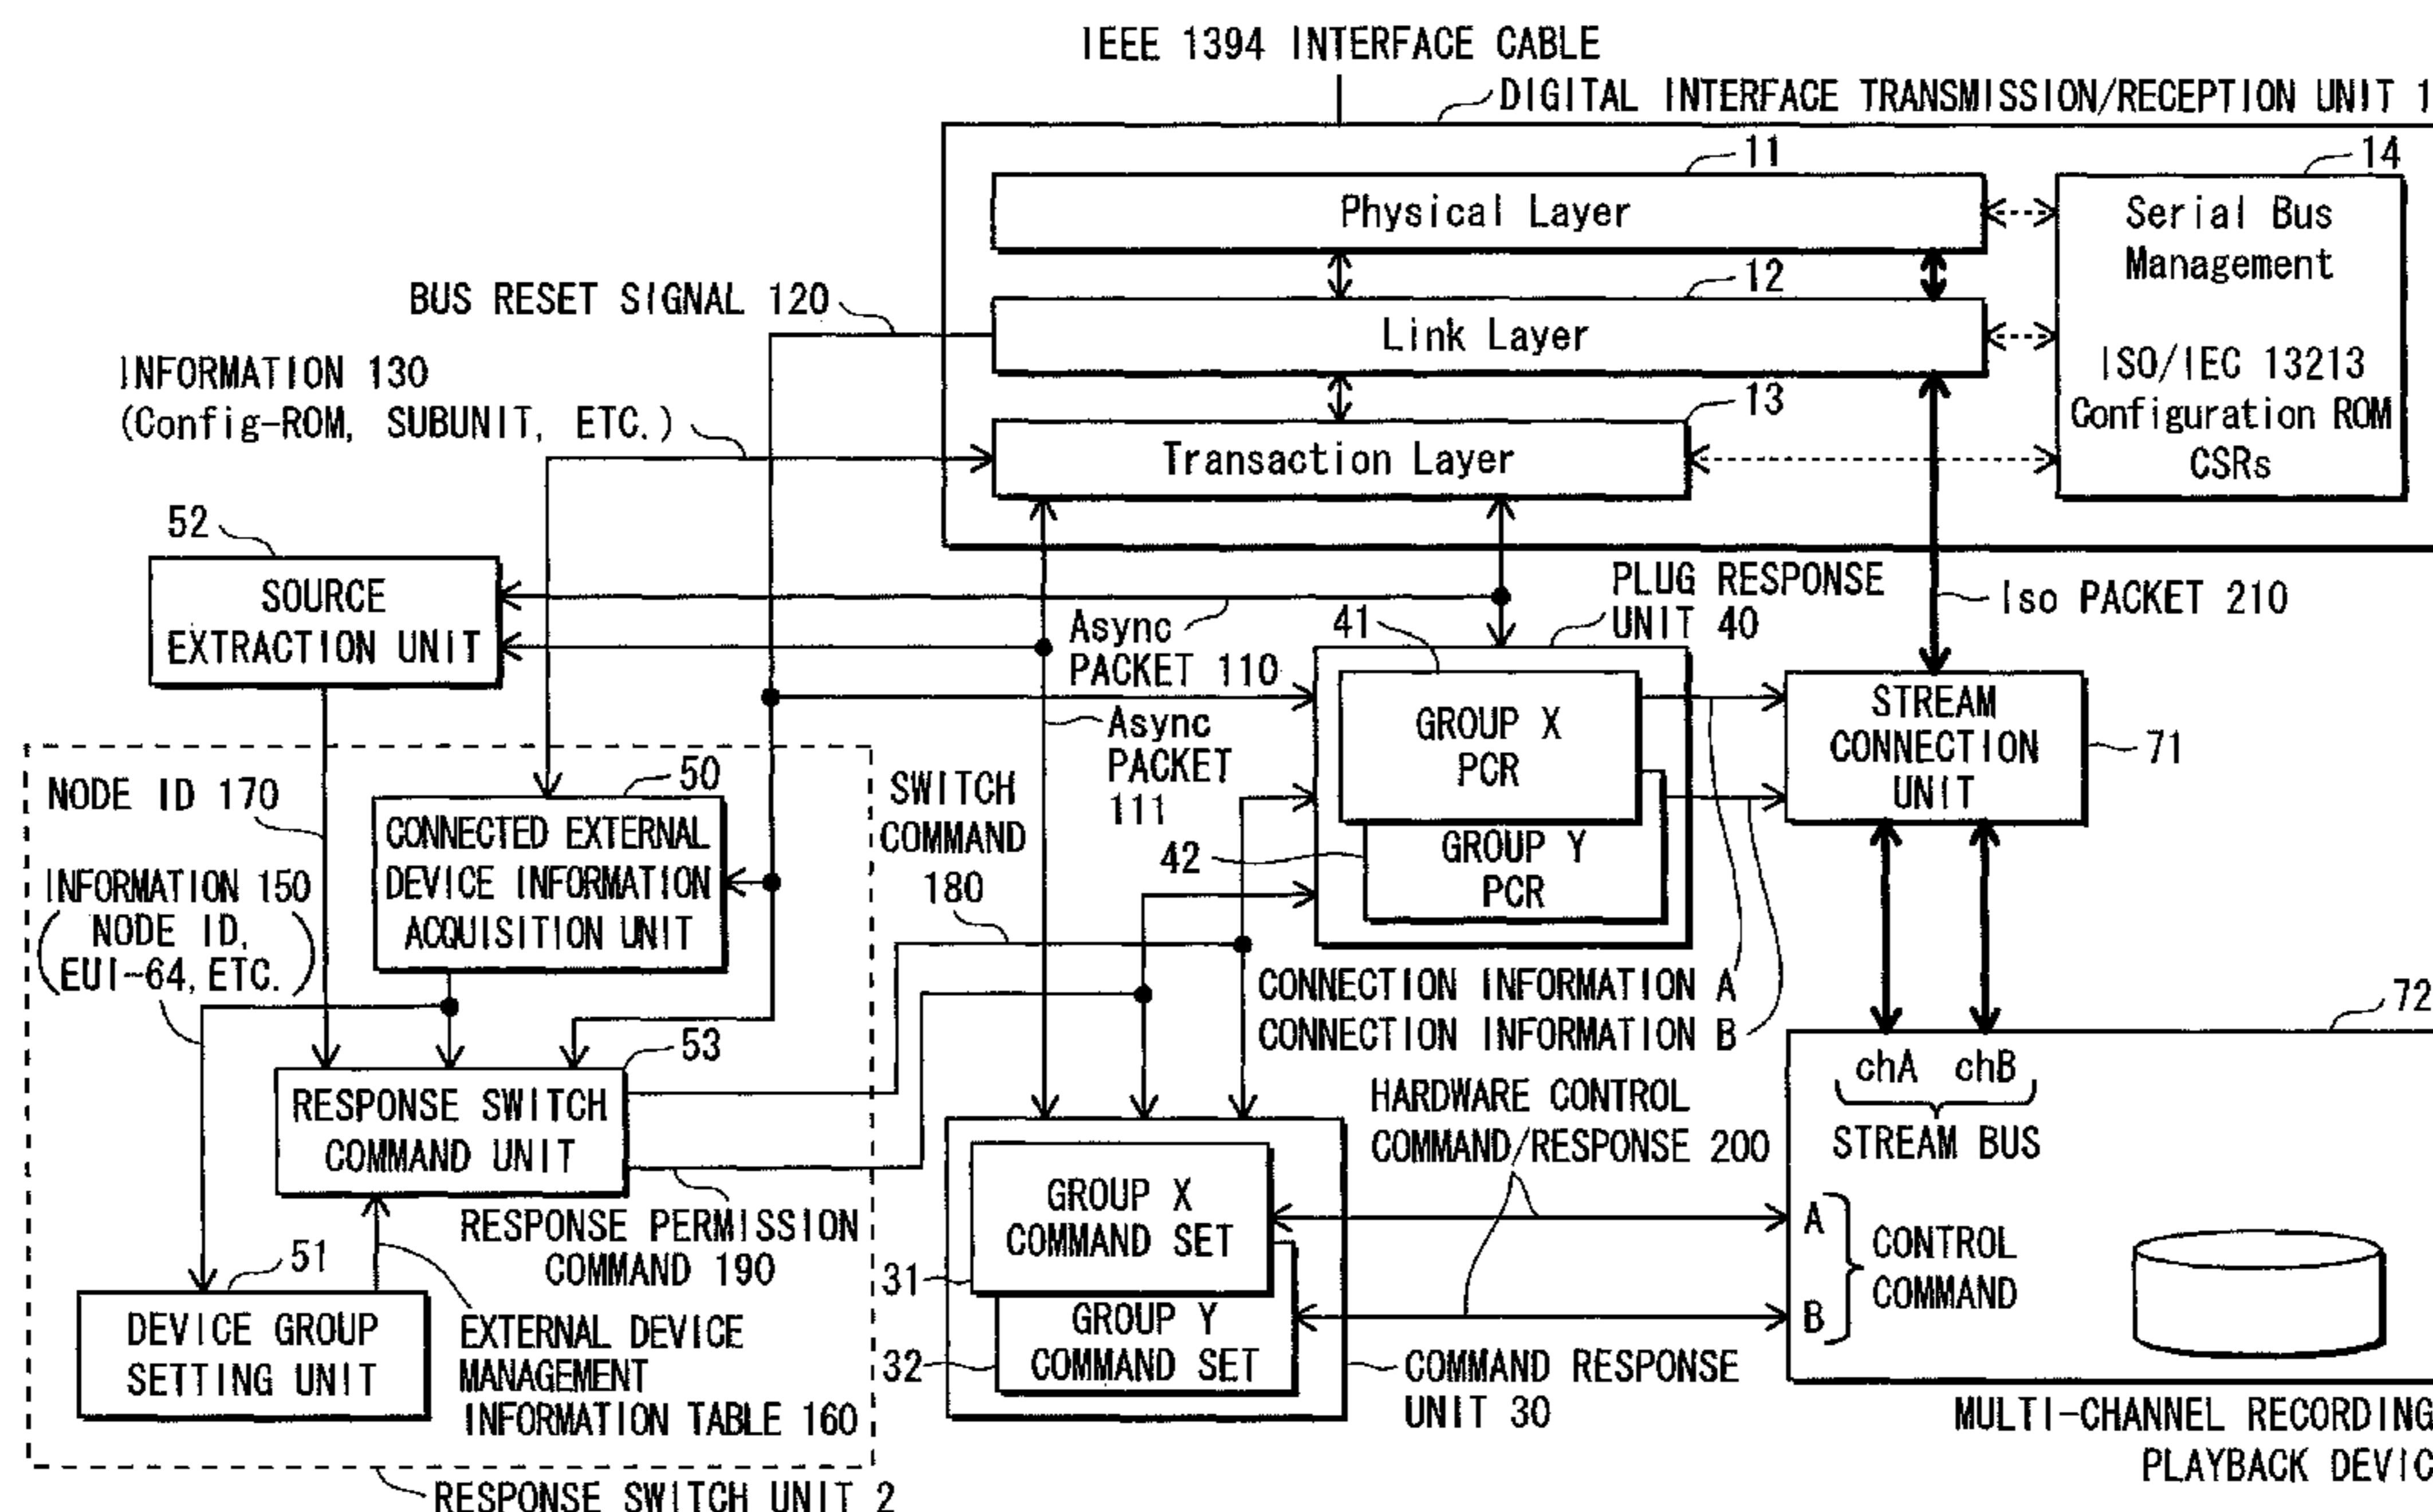 IEEE 1394 INTERFACE CABLE
DIGITAL INTERFACE TRANSMISSION/RECEPTION UNIT 1
11
14
Physical Layer
Serial Bus
Management
ISO/IEC 13213
Configuration ROM
CSRs
12
BUS RESET SIGNAL 120
Link Layer
INFORMATION 130
(Config-ROM, SUBUNIT, ETC.)
13
Transaction Layer
52
SOURCE
EXTRACTION UNIT
Async
PACKET 110
PLUG RESPONSE
UNIT 40
Iso PACKET 210
41
GROUP X
PCR
42
GROUP Y
PCR
STREAM
CONNECTION
UNIT
71
Async
PACKET
111
NODE ID 170
50
CONNECTED EXTERNAL
DEVICE INFORMATION
ACQUISITION UNIT
SWITCH
COMMAND
180
INFORMATION 150
(NODE ID,
EUI-64, ETC.)
CONNECTION INFORMATION A
CONNECTION INFORMATION B
72
53
RESPONSE SWITCH
COMMAND UNIT
chA chB
STREAM BUS
HARDWARE CONTROL
COMMAND/RESPONSE 200
RESPONSE PERMISSION
COMMAND 190
GROUP X
COMMAND SET
31
GROUP Y
COMMAND SET
32
A
B
CONTROL
COMMAND
51
DEVICE GROUP
SETTING UNIT
EXTERNAL DEVICE
MANAGEMENT
INFORMATION TABLE 160
COMMAND RESPONSE
UNIT 30
MULTI-CHANNEL RECORDING
PLAYBACK DEVIC
RESPONSE SWITCH UNIT 2